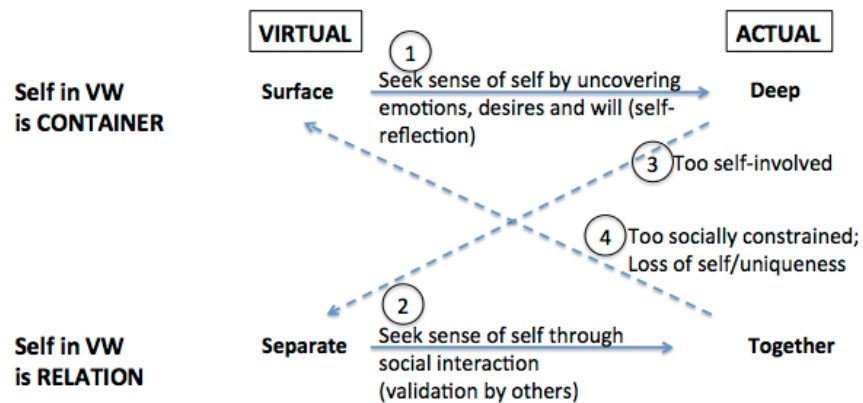 VIRTUAL
ACTUAL
1
Self in VW
is CONTAINER
Surface
Seek sense of self by uncovering
emotions, desires and will (self-
reflection)
Deep
3
Too self-involved
4
Too socially constrained;
Loss of self/uniqueness
2
Self in VW
is RELATION
Separate
Seek sense of self through
social interaction
(validation by others)
Together